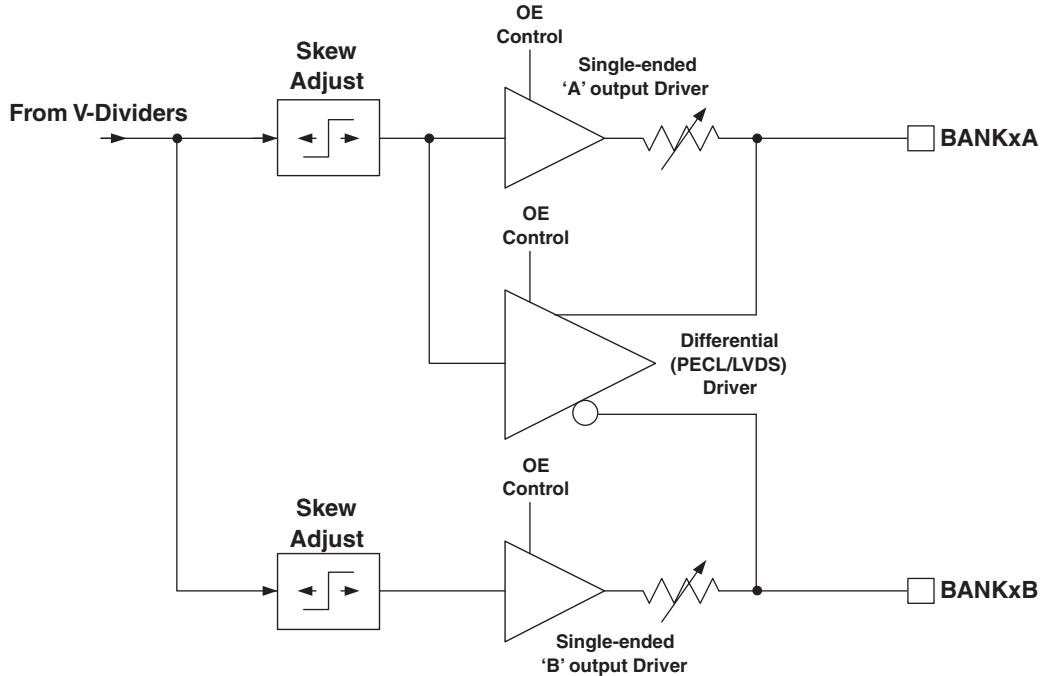 OE
Control
Skew
Adjust
Single-ended
‘A’ output Driver
From V-Dividers
BANKxA
OE
Control
Differential
(PECL/LVDS)
Driver
OE
Control
Skew
Adjust
BANKxB
Single-ended
‘B’ output Driver